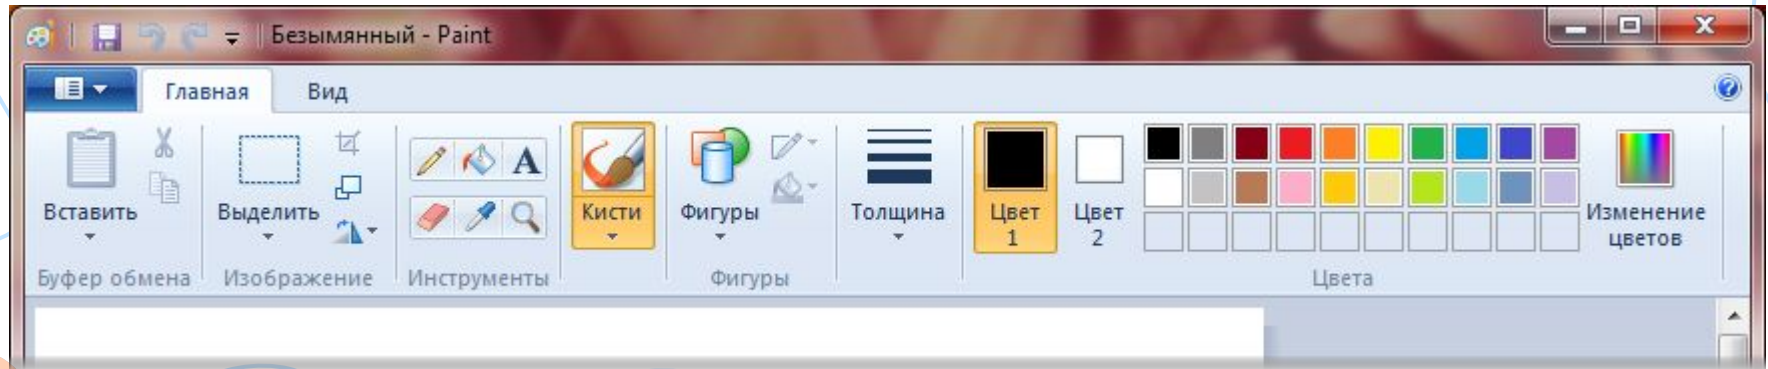 Безымянный - Paint
Главная Вид
Вставить
Выделить
A
Кисти
Фигуры
Толщина
Цвет
1
Цвет
2
Изменение
цветов
Буфер обмена
Изображение
Инструменты
Фигуры
Цвета